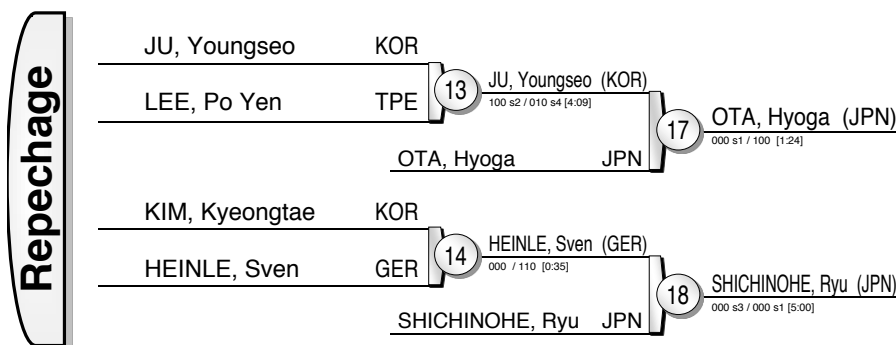 Repechage
JU, Youngseo KOR
LEE, Po Yen TPE
13
JU, Youngseo (KOR)
100 s2 / 010 s4 [4:09]
OTA, Hyoga JPN
17
OTA, Hyoga (JPN)
000 s1 / 100 [1:24]
KIM, Kyeongtae KOR
HEINLE, Sven GER
14
HEINLE, Sven (GER)
000 / 110 [0:35]
SHICHINOHE, Ryu JPN
18
SHICHINOHE, Ryu (JPN)
000 s3 / 000 s1 [5:00]